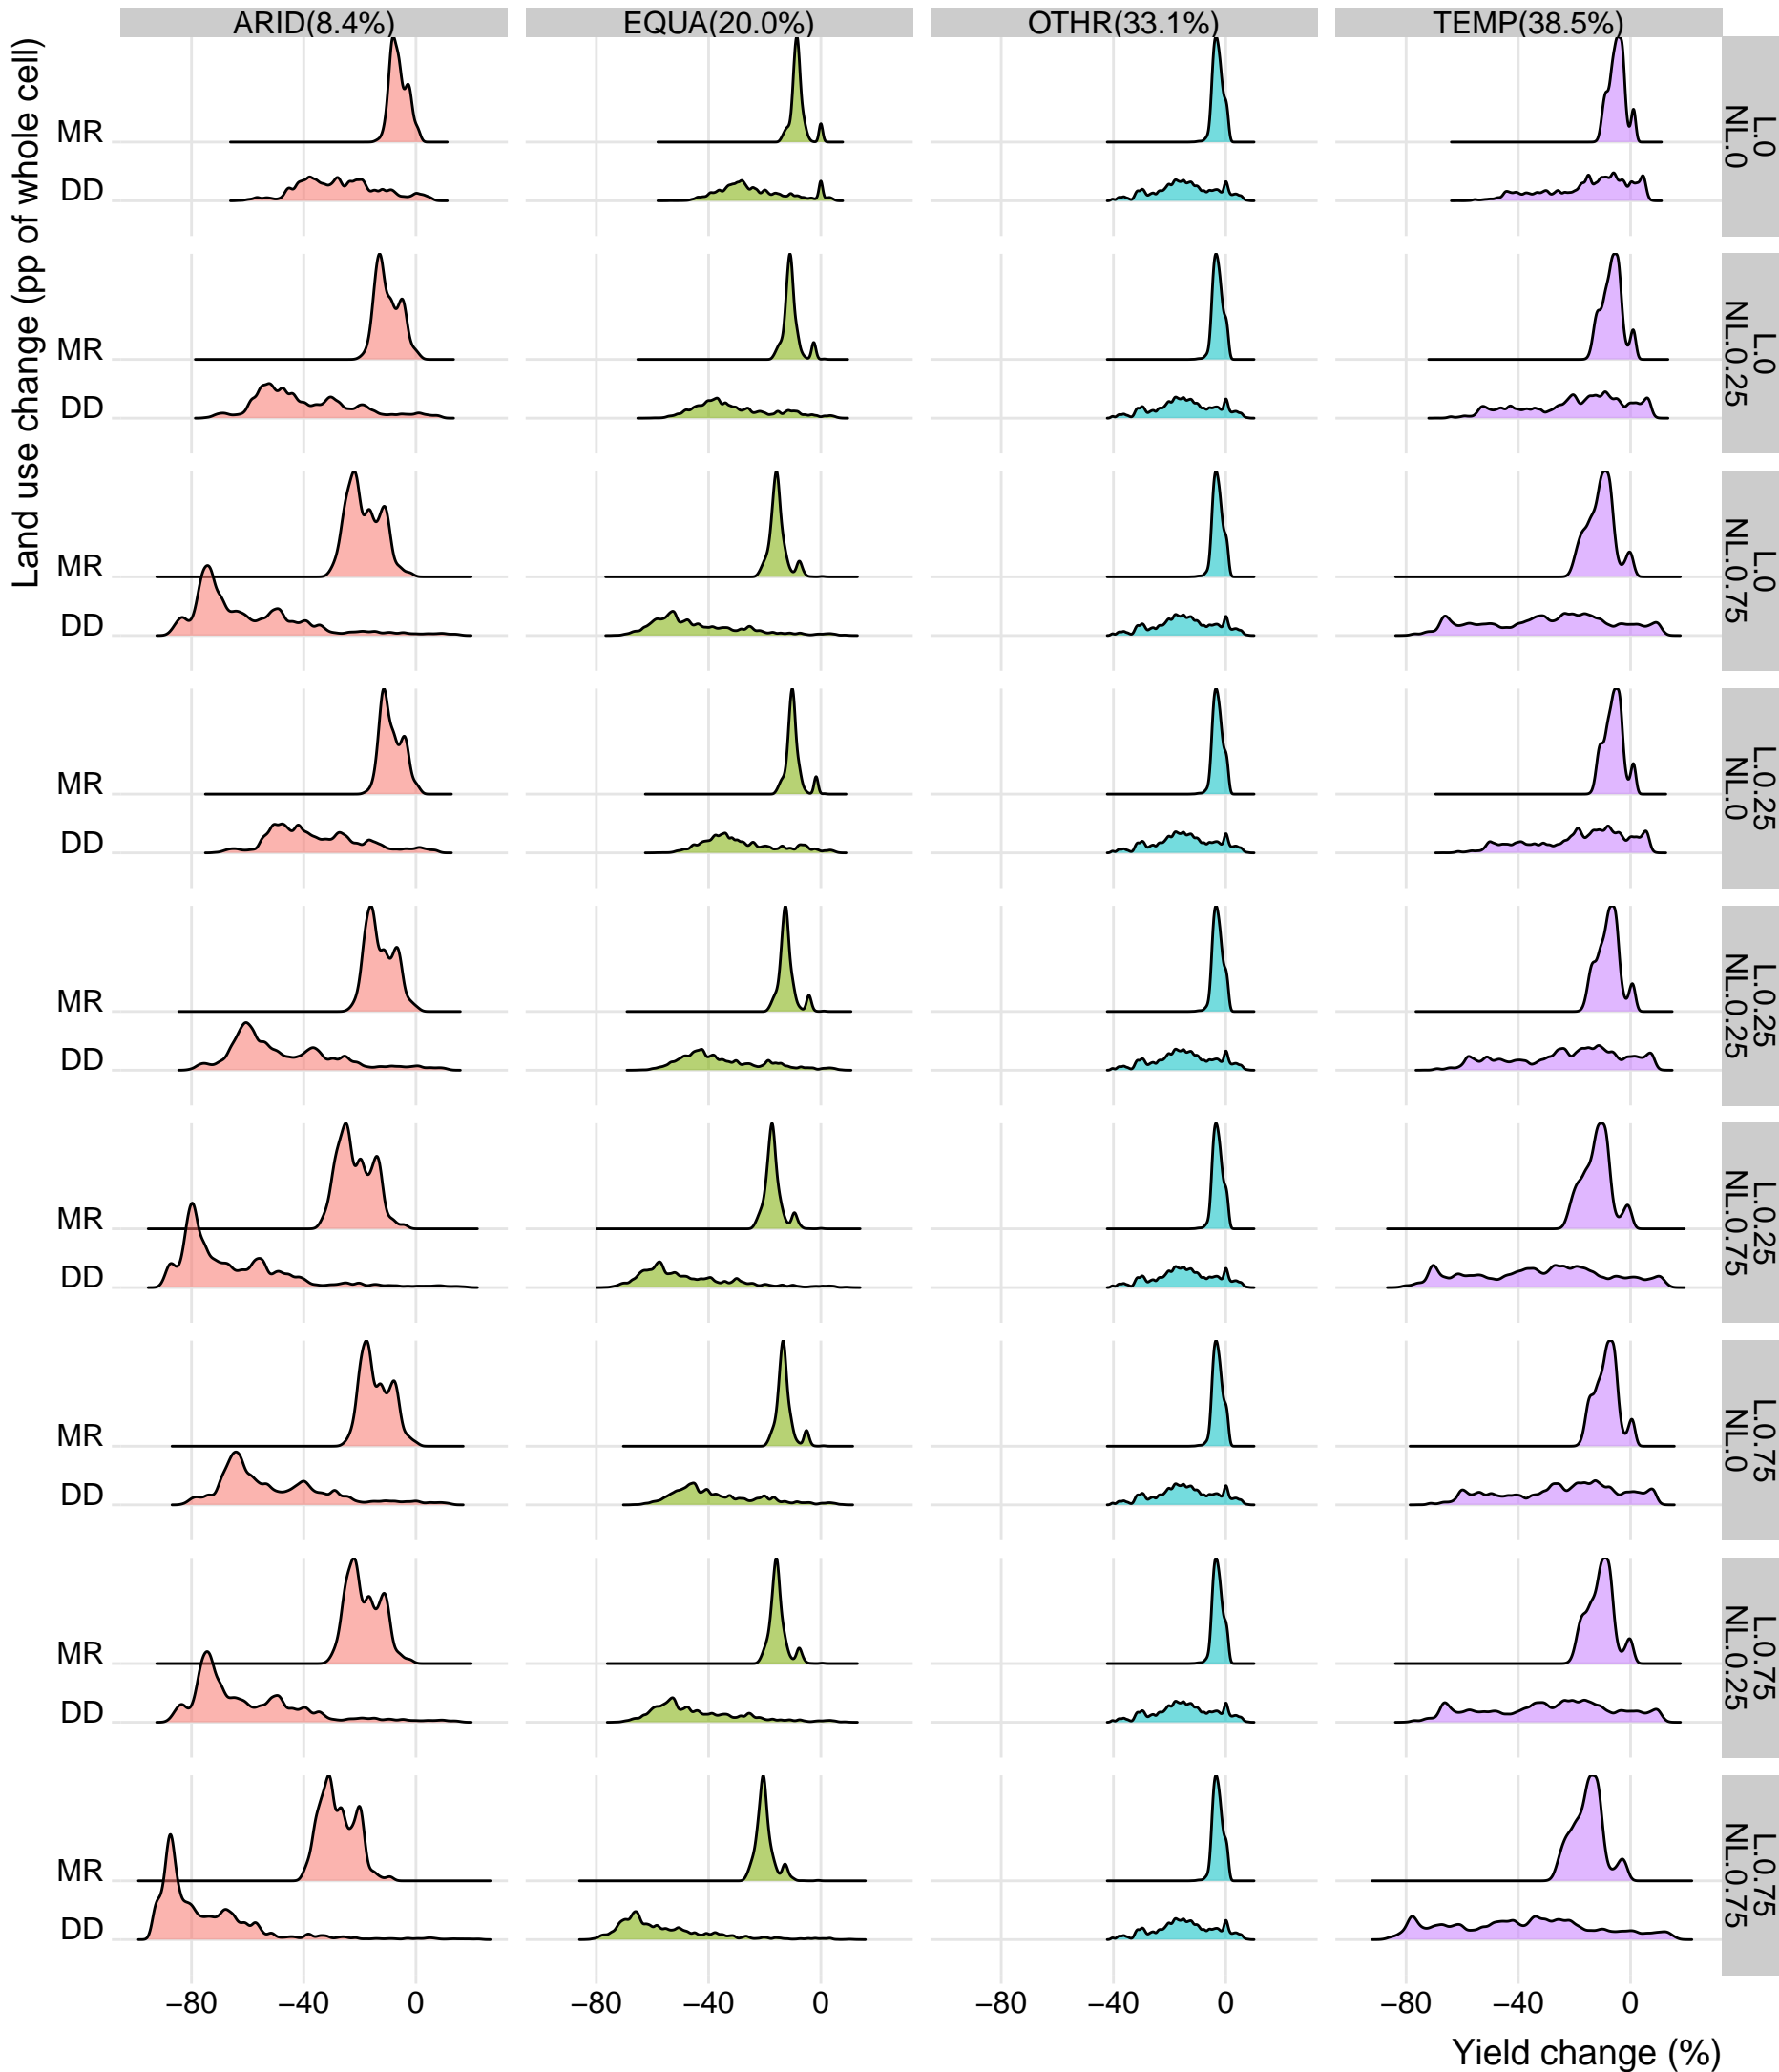 ARID(8.4%) EQUA(20.0%) OTHR(33.1%) TEMP(38.5%)
Land use change (pp of whole cell)
MR
DD
L.0
NL.0
MR
DD
L.0
NL.0.25
MR
DD
L.0
NL.0.75
MR
DD
L.0.25
NL.0
MR
DD
L.0.25
NL.0.25
MR
DD
L.0.25
NL.0.75
MR
DD
L.0.75
NL.0
MR
DD
L.0.75
NL.0.25
MR
DD
L.0.75
NL.0.75
−80 −40 0 −80 −40 0 −80 −40 0 −80 −40 0
Yield change (%)